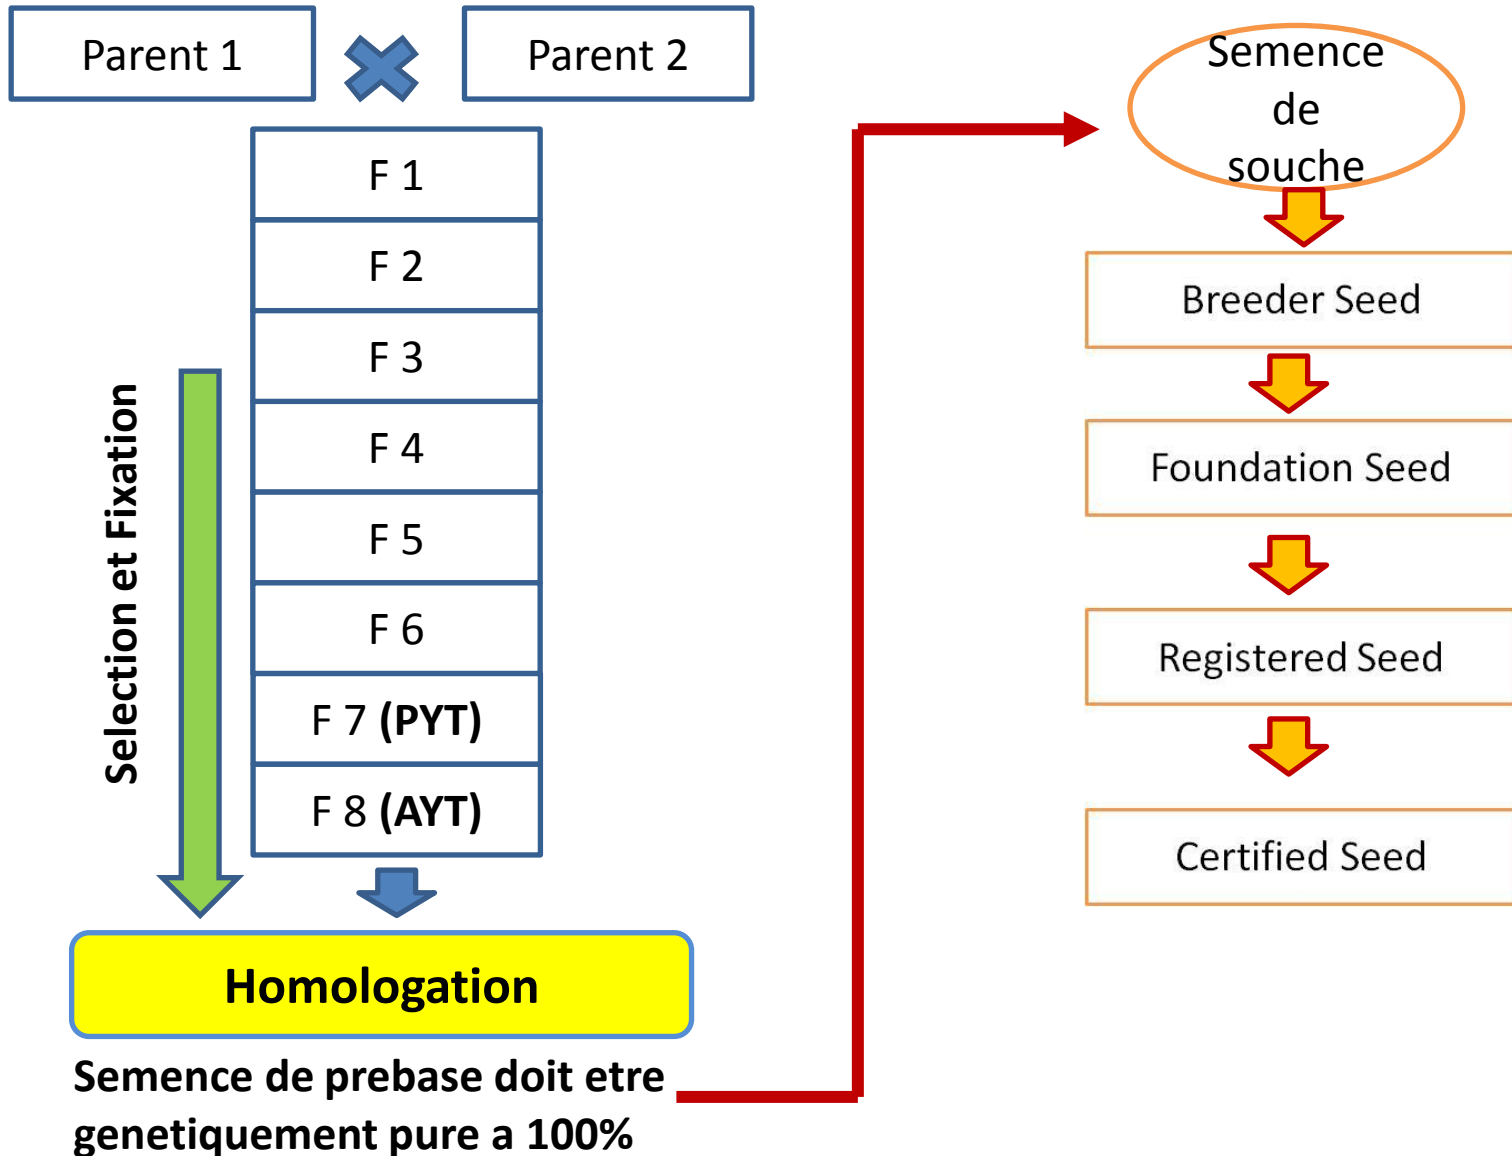 Parent 1
Parent 2
F 1
F 2
F 3
F 4
F 5
F 6
F 7 (PYT)
F 8 (AYT)
Selection et Fixation
Homologation
Semence de prebase doit etre
genetiquement pure a 100%
Semence
de
souche
Breeder Seed
Foundation Seed
Registered Seed
Certified Seed